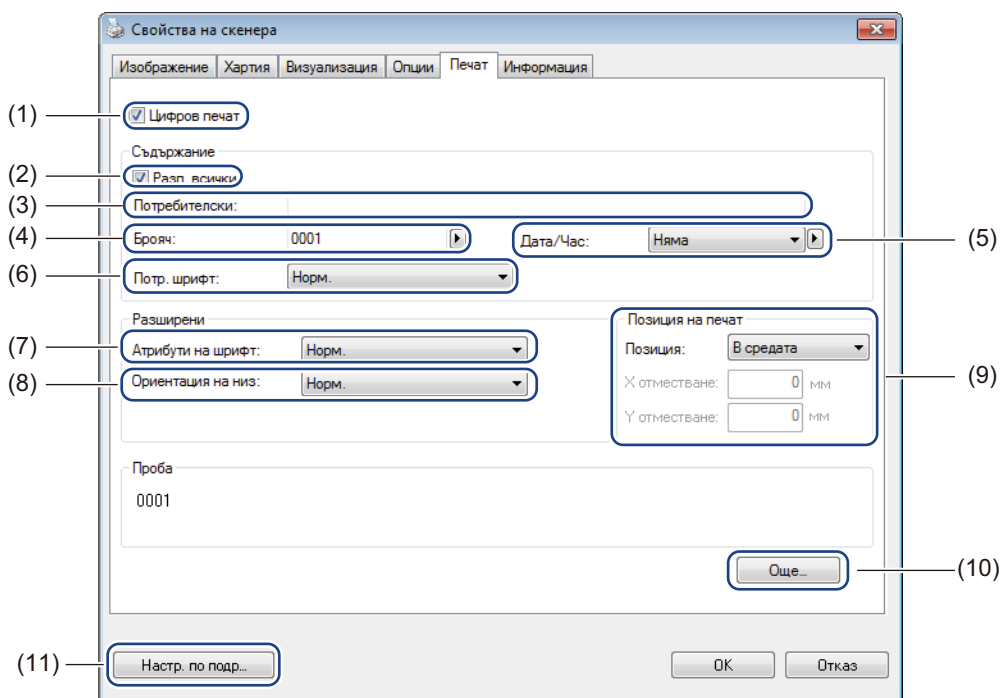 Свойства на скенера
Изображение Хартия Визуализация Опции Печат Информация
(1) Цифров печат
Съдържание
(2) Разп. всички
(3) Потребителски:
(4) Брояч: 0001 Дата/Час: Няма (5)
(6) Потр. шрифт: Норм.
Разширени Позиция на печат
(7) Атрибути на шрифт: Норм. Позиция: В средата
(8) Ориентация на низ: Норм. X отместване: 0 мм (9)
Y отместване: 0 мм
Проба
0001
Още... (10)
(11) Настр. по подр... OK Отказ